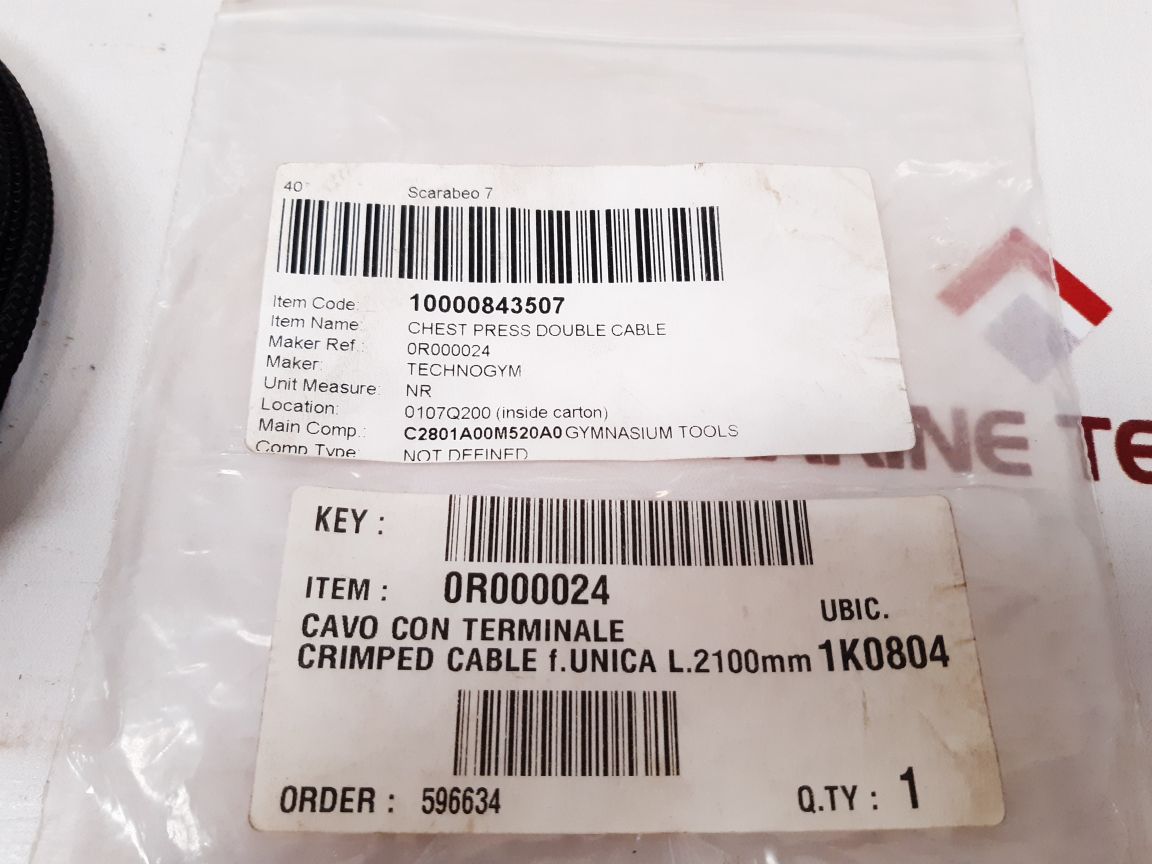 40 Scarabeo 7
Item Code: 10000843507
Item Name: CHEST PRESS DOUBLE CABLE
Maker Ref.: 0R000024
Maker: TECHNOGYM
Unit Measure: NR
Location: 0107Q200 (inside carton)
Main Comp.: C2801A00M520A0 GYMNASIUM TOOLS
Comp Type: NOT DEFINED
ARINE TE
KEY :
ITEM : 0R000024
CAVO CON TERMINALE UBIC.
CRIMPED CABLE f.UNICA L.2100mm 1K0804
ORDER : 596634 Q.TY : 1